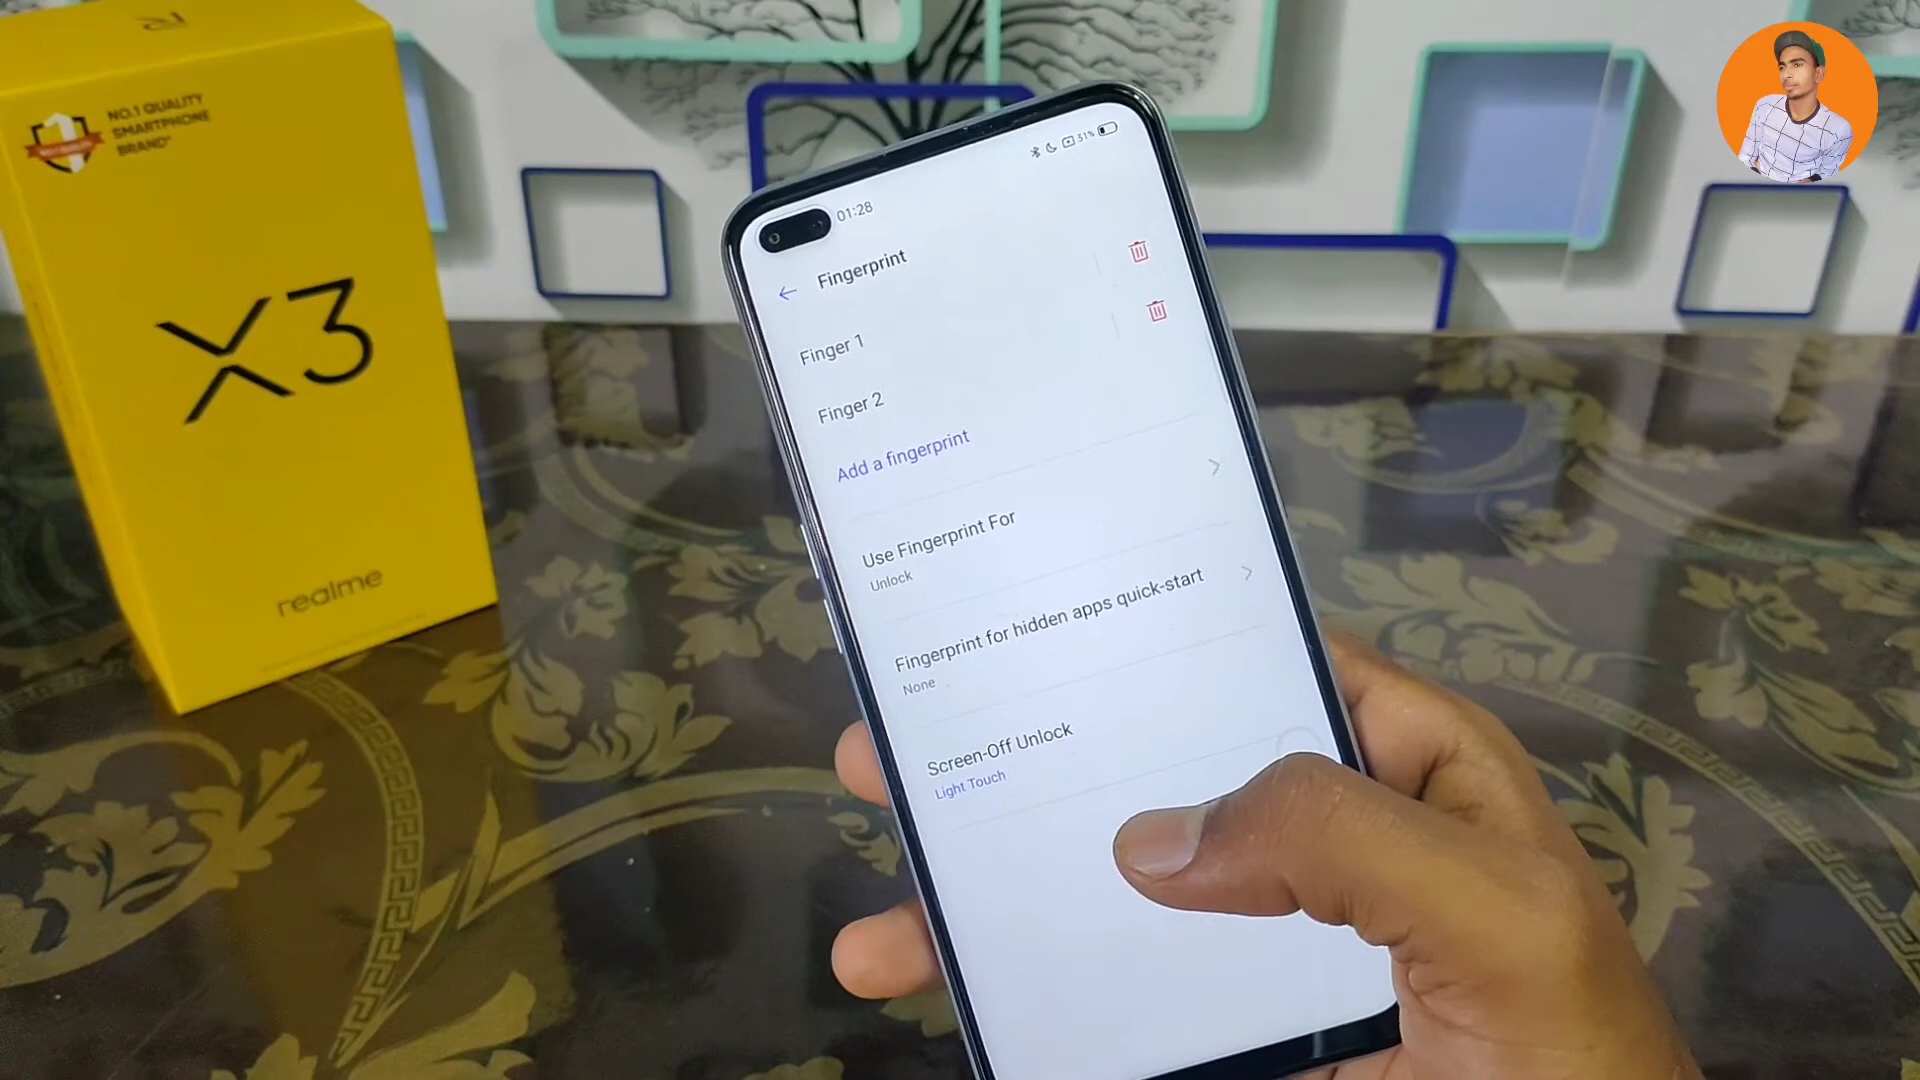 NO.1 QUALITY
SMARTPHONE
BRAND*
X3
realme
31%
01:28
Fingerprint
Finger 1
Finger 2
Add a fingerprint
Use Fingerprint For
Unlock
Fingerprint for hidden apps quick-start
None
Screen-Off Unlock
Light Touch